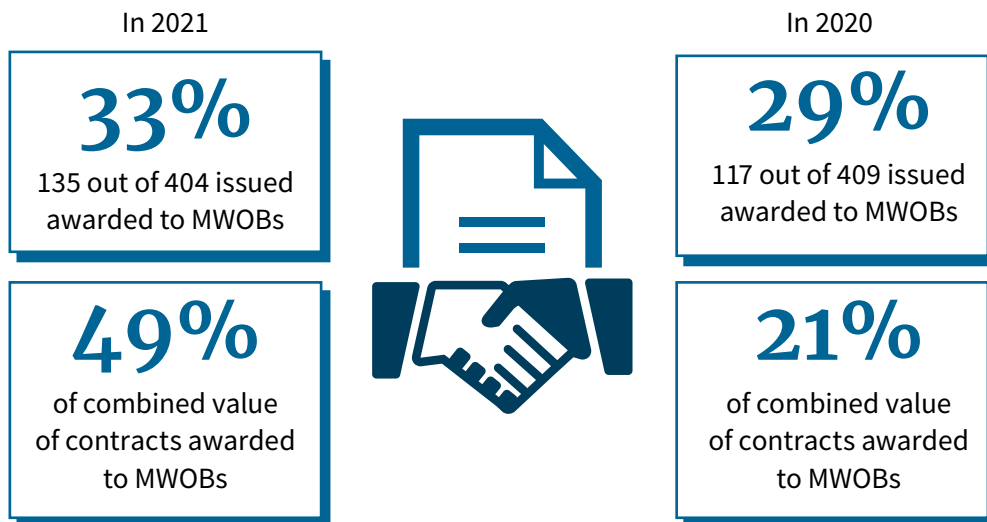 In 2021
33%
135 out of 404 issued
awarded to MWOBs
49%
of combined value
of contracts awarded
to MWOBs
In 2020
29%
117 out of 409 issued
awarded to MWOBs
21%
of combined value
of contracts awarded
to MWOBs